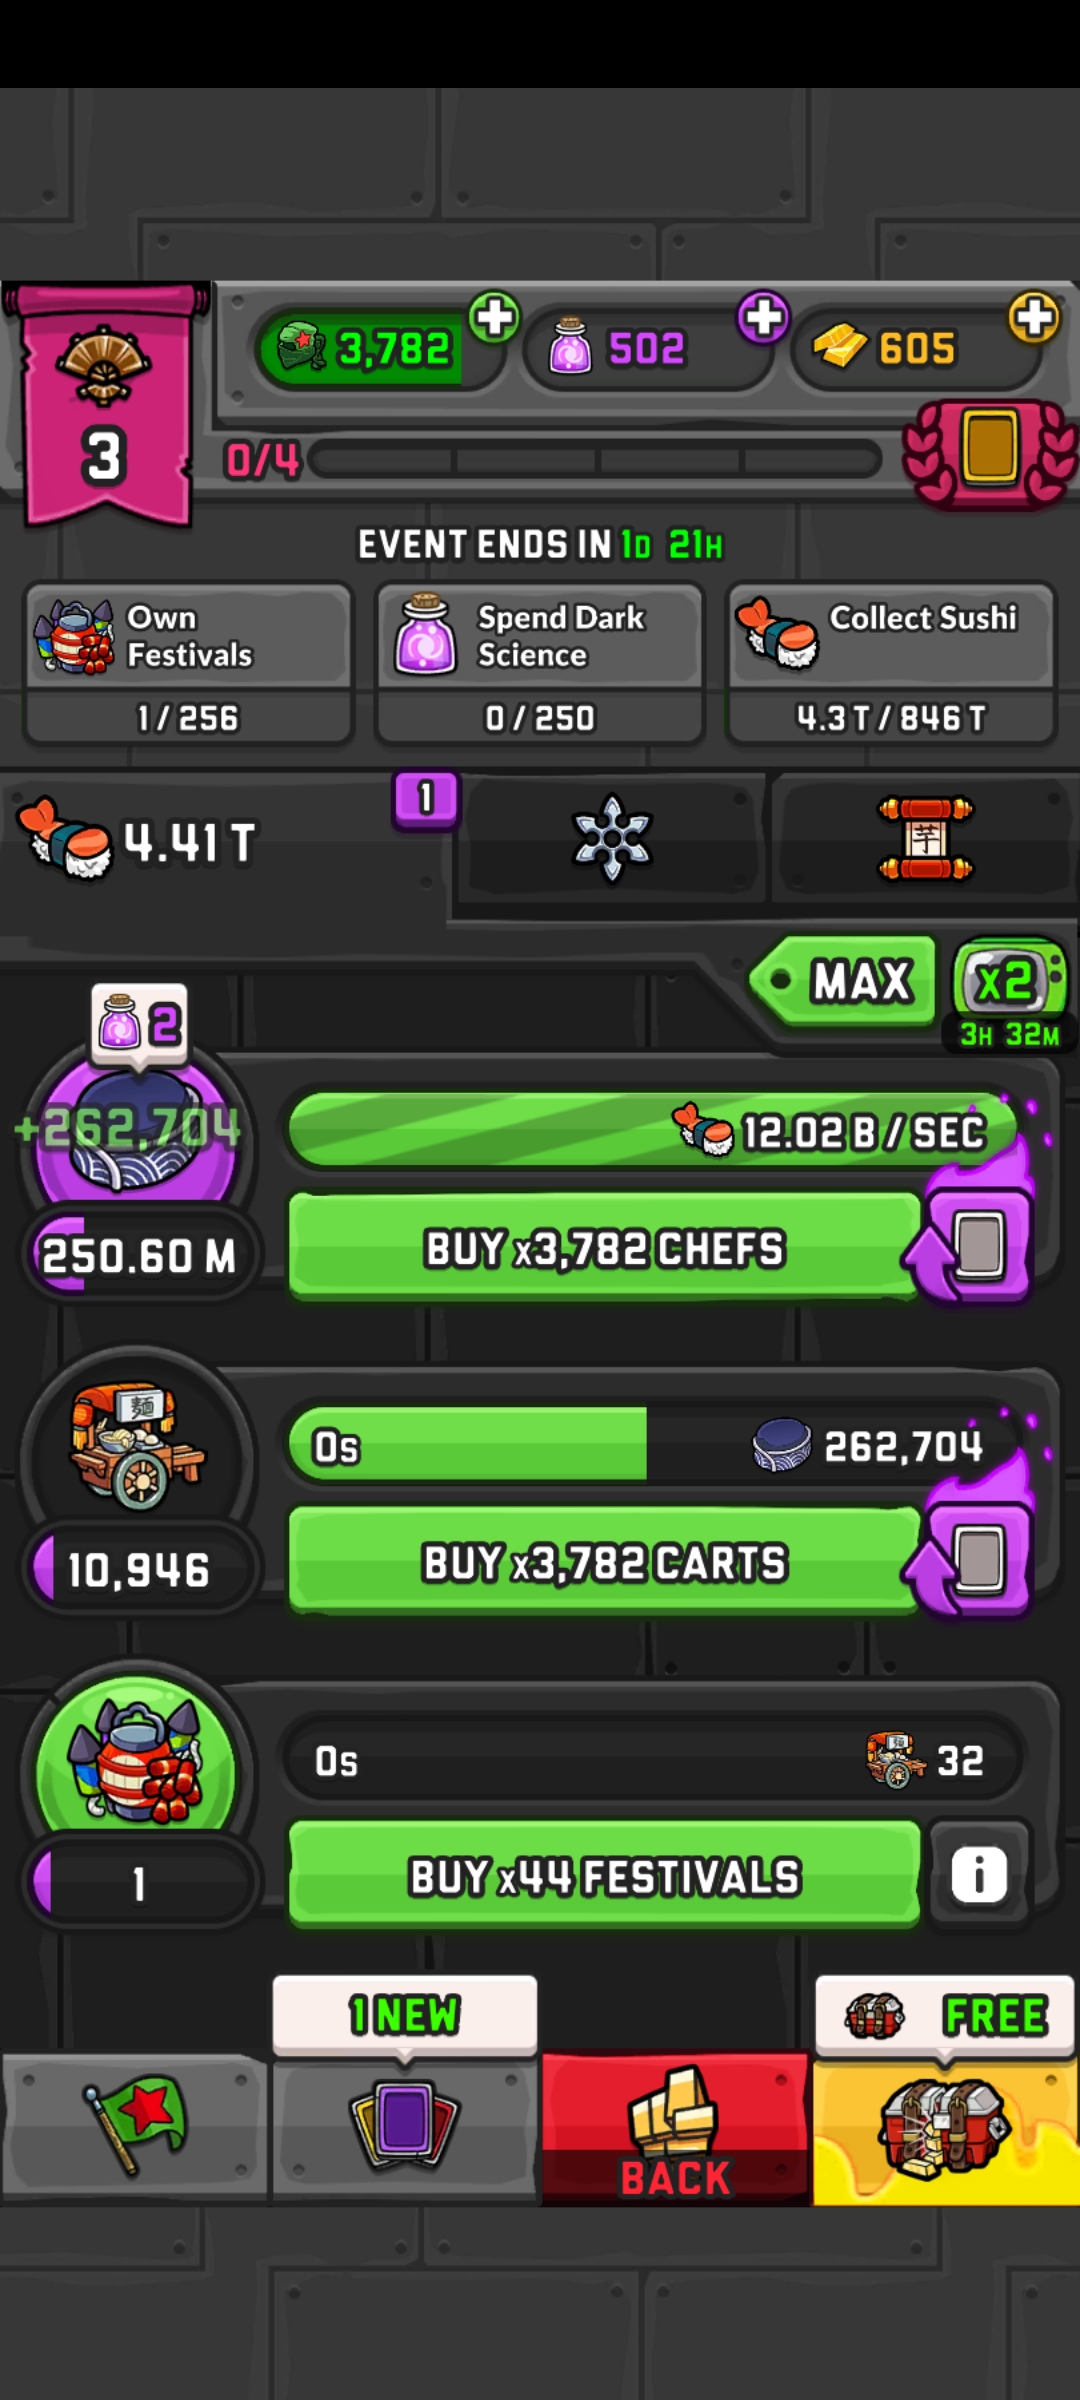 3,782
502
605
3
0/4
EVENT ENDS IN 1D 21H
Own
Festivals
1 / 256
Spend Dark
Science
0 / 250
Collect Sushi
4.3 T / 846 T
4.41 T
1
芋
MAX
x2
3H 32M
2
+262,704
12.02 B / SEC
250.60 M
BUY x3,782 CHEFS
麺
0s
262,704
10,946
BUY x3,782 CARTS
0s
32
1
BUY x44 FESTIVALS
i
1 NEW
FREE
BACK